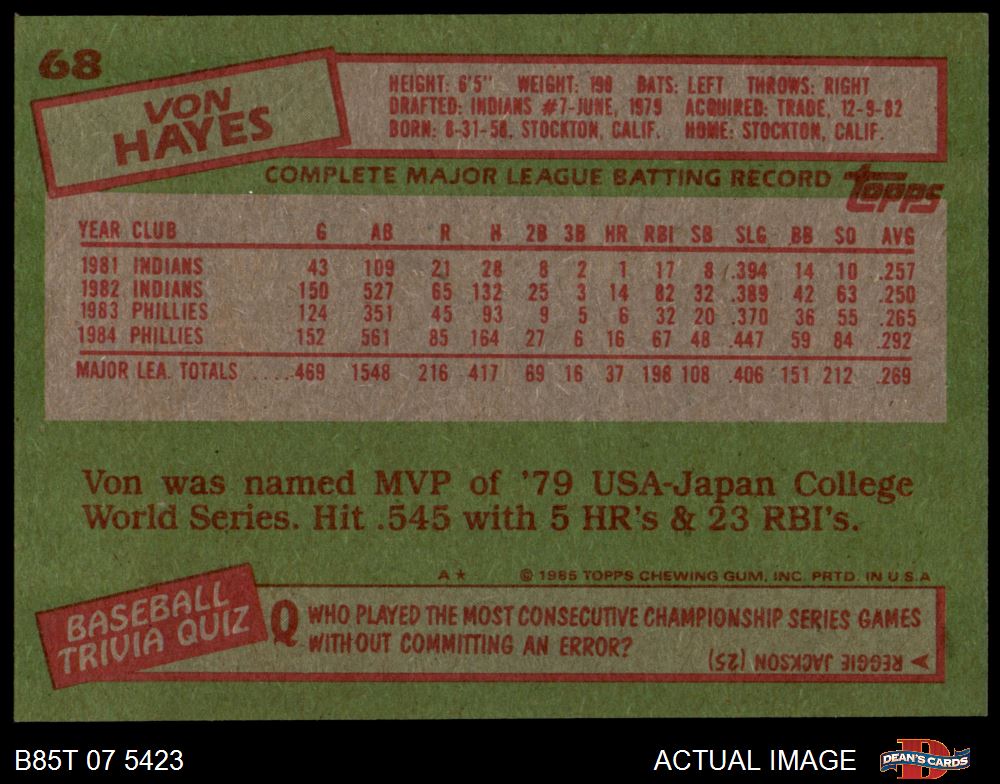 68
VON
HAYES
HEIGHT: 6'5" WEIGHT: 190 BATS: LEFT THROWS: RIGHT
DRAFTED: INDIANS #7-JUNE, 1979 ACQUIRED: TRADE, 12-9-82
BORN: 8-31-58, STOCKTON, CALIF. HOME: STOCKTON, CALIF.
COMPLETE MAJOR LEAGUE BATTING RECORD topps
YEAR CLUB G AB R H 2B 3B HR RBI SB SLG BB SO AVG
1981 INDIANS 43 109 21 28 8 2 1 17 8 .394 14 10 .257
1982 INDIANS 150 527 65 132 25 3 14 82 32 .389 42 63 .250
1983 PHILLIES 124 351 45 93 9 5 6 32 20 .370 36 55 .265
1984 PHILLIES 152 561 85 164 27 6 16 67 48 .447 59 84 .292
MAJOR LEA. TOTALS ....469 1548 216 417 69 16 37 198 108 .406 151 212 .269
Von was named MVP of '79 USA-Japan College
World Series. Hit .545 with 5 HR's & 23 RBI's.
A★ © 1985 TOPPS CHEWING GUM, INC. PRTD. IN U.S.A
BASEBALL
TRIVIA QUIZ
Q WHO PLAYED THE MOST CONSECUTIVE CHAMPIONSHIP SERIES GAMES
WITHOUT COMMITTING AN ERROR?
➤ REGGIE JACKSON (25)
B85T 07 5423
ACTUAL IMAGE
D
DEAN'S CARDS